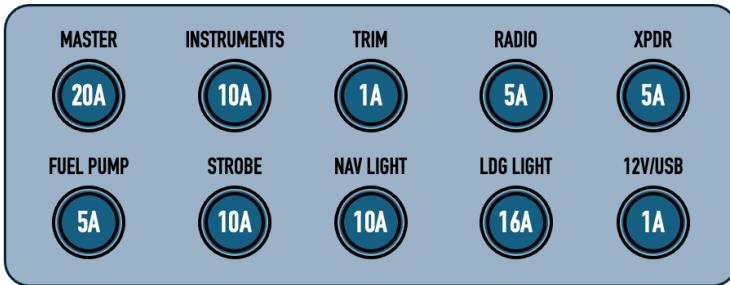 MASTER INSTRUMENTS TRIM RADIO XPDR
20A 10A 1A 5A 5A
FUEL PUMP STROBE NAV LIGHT LDG LIGHT 12V/USB
5A 10A 10A 16A 1A